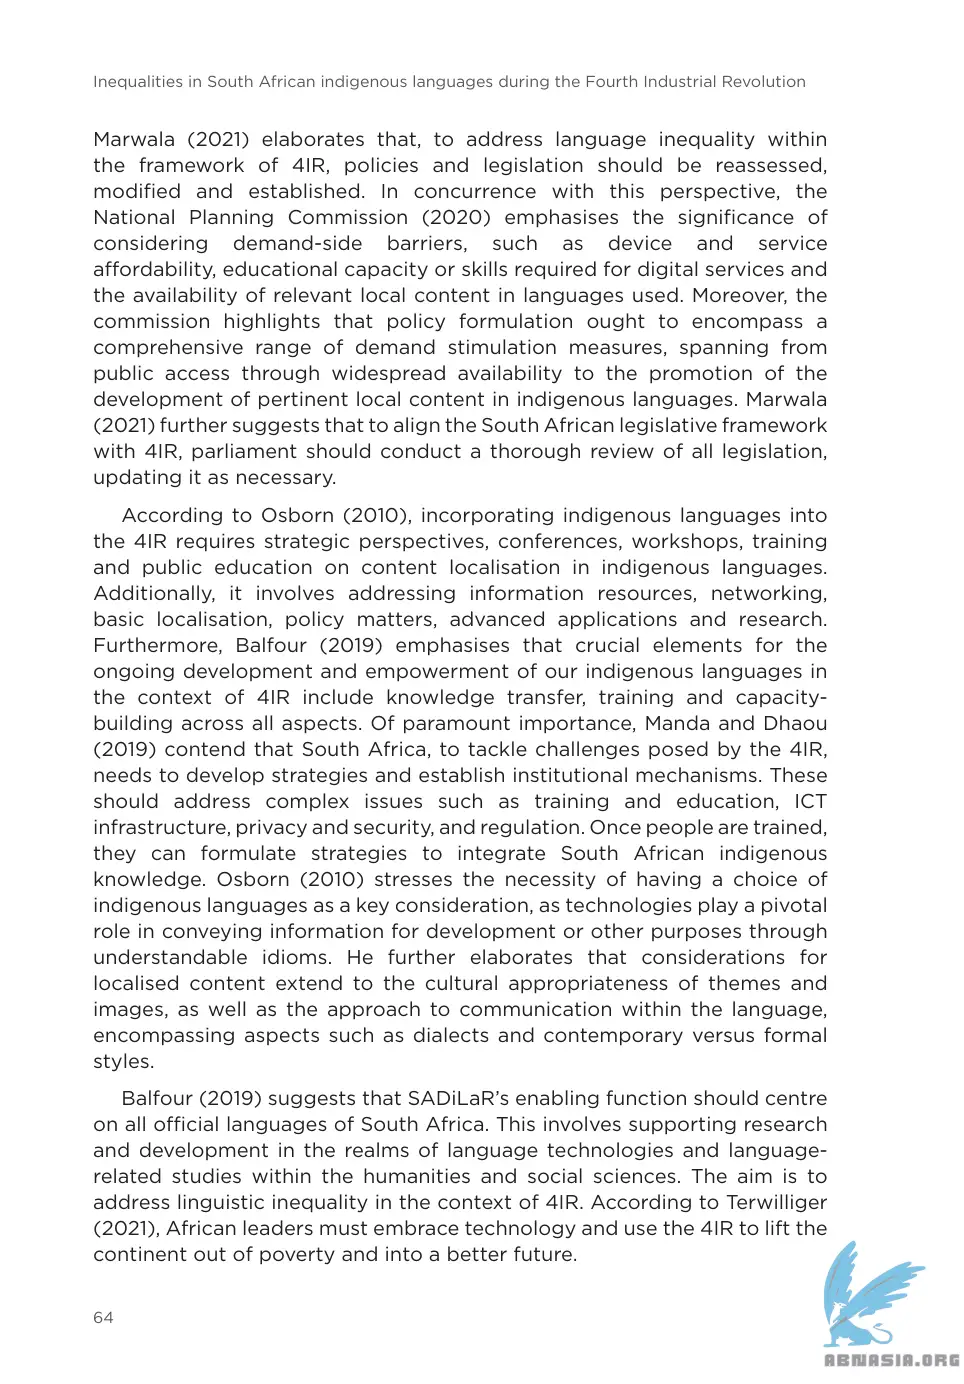 Inequalities in South African indigenous languages during the Fourth Industrial Revolution
Marwala (2021) elaborates that, to address language inequality within
the framework of 4IR, policies and legislation should be reassessed,
modified and established. In concurrence with this perspective, the
National Planning Commission (2020) emphasises the significance of
considering demand-side barriers, such as device and service
affordability, educational capacity or skills required for digital services and
the availability of relevant local content in languages used. Moreover, the
commission highlights that policy formulation ought to encompass a
comprehensive range of demand stimulation measures, spanning from
public access through widespread availability to the promotion of the
development of pertinent local content in indigenous languages. Marwala
(2021) further suggests that to align the South African legislative framework
with 4IR, parliament should conduct a thorough review of all legislation,
updating it as necessary.
According to Osborn (2010), incorporating indigenous languages into
the 4IR requires strategic perspectives, conferences, workshops, training
and public education on content localisation in indigenous languages.
Additionally, it involves addressing information resources, networking,
basic localisation, policy matters, advanced applications and research.
Furthermore, Balfour (2019) emphasises that crucial elements for the
ongoing development and empowerment of our indigenous languages in
the context of 4IR include knowledge transfer, training and capacity-
building across all aspects. Of paramount importance, Manda and Dhaou
(2019) contend that South Africa, to tackle challenges posed by the 4IR,
needs to develop strategies and establish institutional mechanisms. These
should address complex issues such as training and education, ICT
infrastructure, privacy and security, and regulation. Once people are trained,
they can formulate strategies to integrate South African indigenous
knowledge. Osborn (2010) stresses the necessity of having a choice of
indigenous languages as a key consideration, as technologies play a pivotal
role in conveying information for development or other purposes through
understandable idioms. He further elaborates that considerations for
localised content extend to the cultural appropriateness of themes and
images, as well as the approach to communication within the language,
encompassing aspects such as dialects and contemporary versus formal
styles.
Balfour (2019) suggests that SADiLaR’s enabling function should centre
on all official languages of South Africa. This involves supporting research
and development in the realms of language technologies and language-
related studies within the humanities and social sciences. The aim is to
address linguistic inequality in the context of 4IR. According to Terwilliger
(2021), African leaders must embrace technology and use the 4IR to lift the
continent out of poverty and into a better future.
64
ABNASIA.ORG